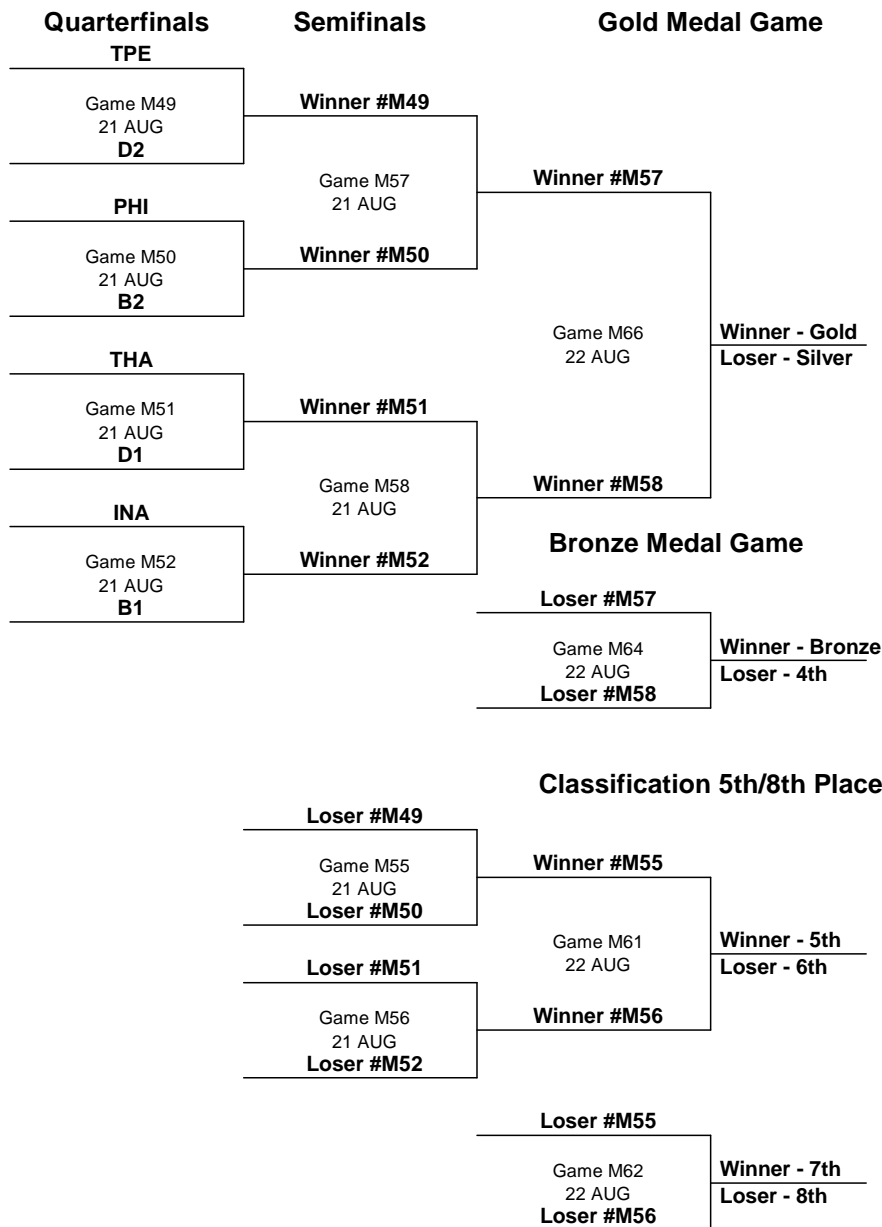 Quarterfinals Semifinals Gold Medal Game
TPE
Game M49
21 AUG
D2
Winner #M49
Game M57
21 AUG
PHI
Game M50
21 AUG
B2
Winner #M50
Winner #M57
Game M66
22 AUG
Winner - Gold
Loser - Silver
THA
Game M51
21 AUG
D1
Winner #M51
Game M58
21 AUG
Winner #M58
INA
Game M52
21 AUG
B1
Winner #M52
Bronze Medal Game
Loser #M57
Game M64
22 AUG
Loser #M58
Winner - Bronze
Loser - 4th
Classification 5th/8th Place
Loser #M49
Game M55
21 AUG
Loser #M50
Winner #M55
Game M61
22 AUG
Winner - 5th
Loser - 6th
Loser #M51
Game M56
21 AUG
Loser #M52
Winner #M56
Loser #M55
Game M62
22 AUG
Loser #M56
Winner - 7th
Loser - 8th